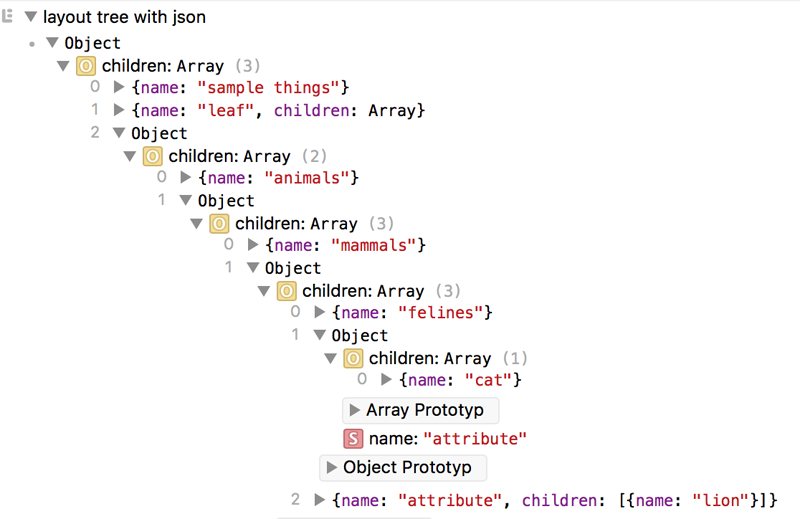 layout tree with json
Object
O children: Array (3)
0 {name: "sample things"}
1 {name: "leaf", children: Array}
2 Object
O children: Array (2)
0 {name: "animals"}
1 Object
O children: Array (3)
0 {name: "mammals"}
1 Object
O children: Array (3)
0 {name: "felines"}
1 Object
O children: Array (1)
0 {name: "cat"}
Array Prototyp
S name: "attribute"
Object Prototyp
2 {name: "attribute", children: [{name: "lion"}]}